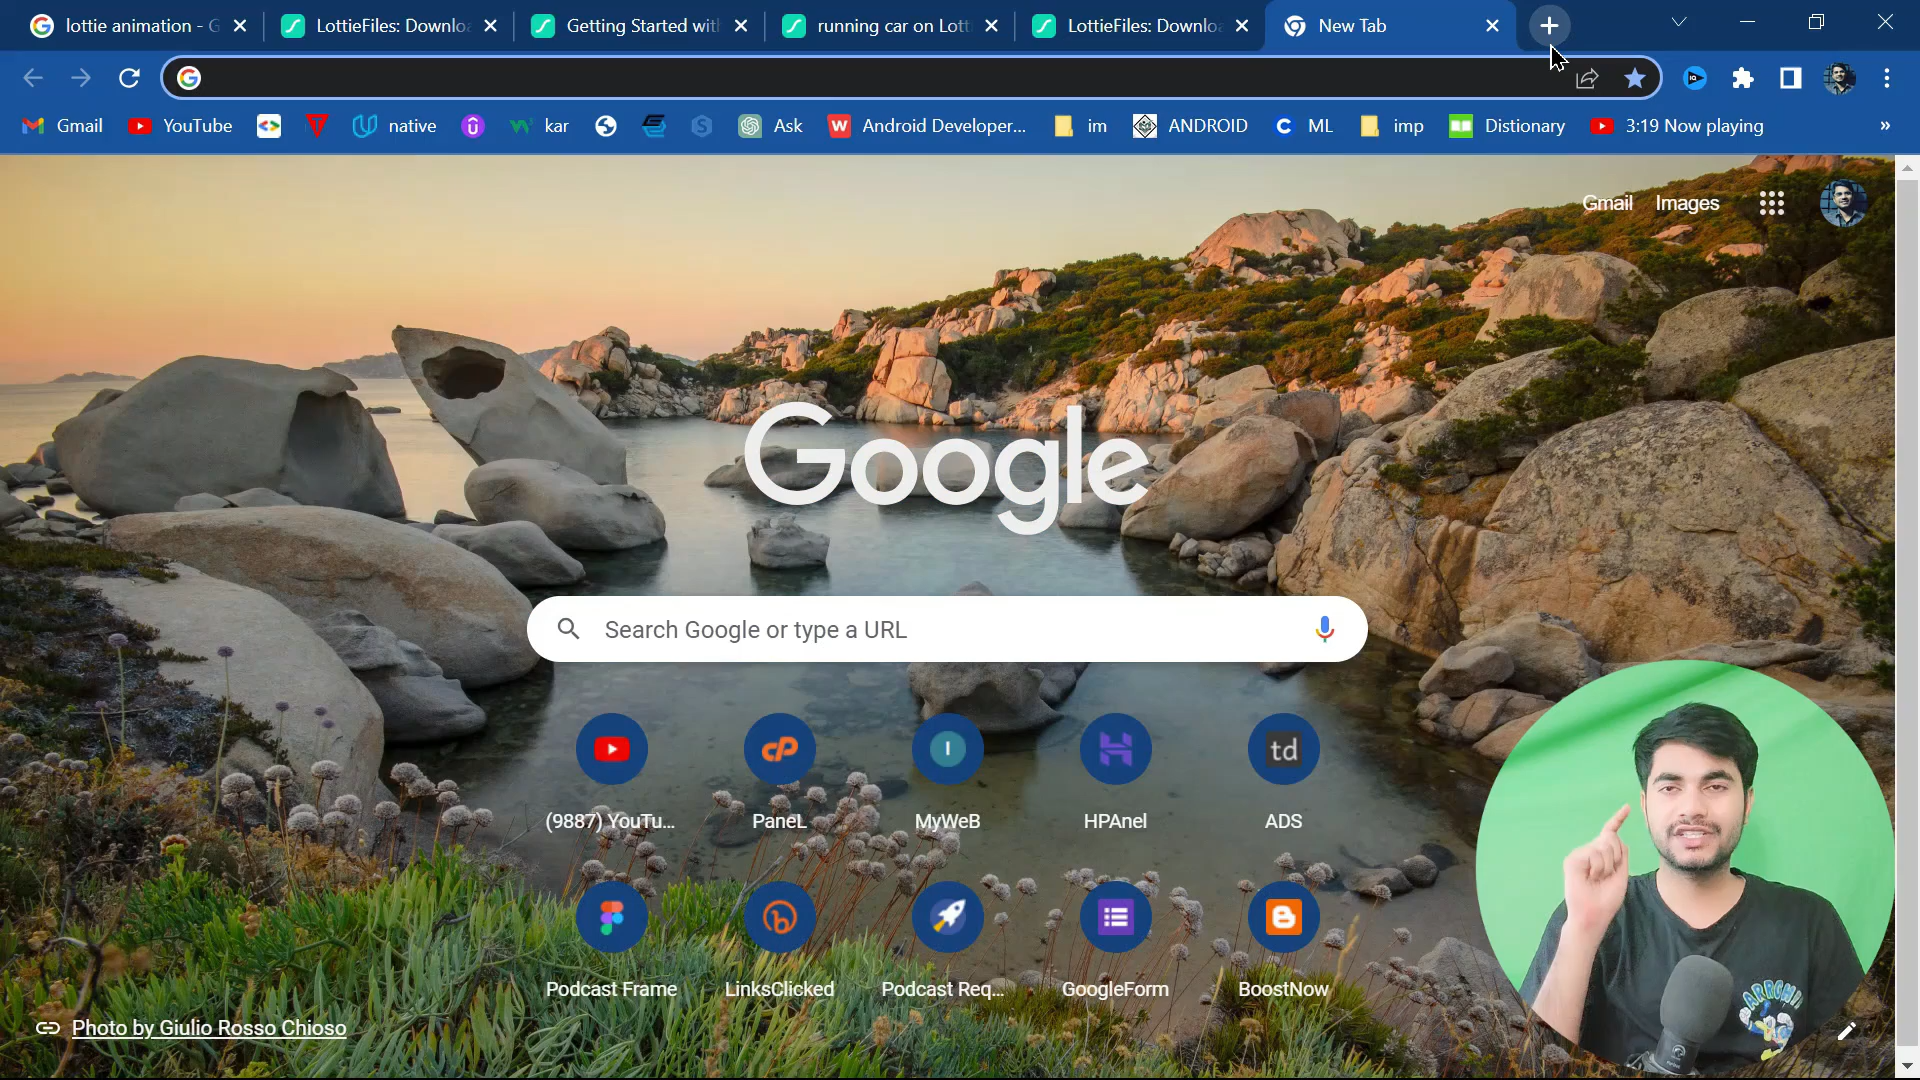 lottie animation - G
LottieFiles: Downlo
Getting Started wit
running car on Lott
LottieFiles: Downlo
New Tab
Gmail
YouTube
native
kar
Ask
Android Developer...
im
ANDROID
ML
imp
Distionary
3:19 Now playing
»
Gmail Images
Google
Search Google or type a URL
cP
I
td
(9887) YouTu...
PaneL
MyWeB
HPAnel
ADS
Podcast Frame
LinksClicked
Podcast Req...
GoogleForm
BoostNow
Photo by Giulio Rosso Chioso